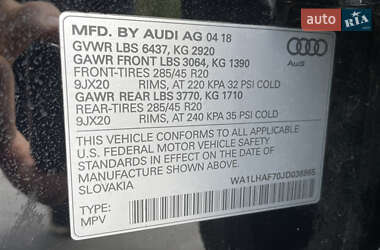 auto RIA
MFD. BY AUDI AG 04 18
GVWR LBS 6437, KG 2920
GAWR FRONT LBS 3064, KG 1390
FRONT-TIRES 285/45 R20
9JX20 RIMS, AT 220 KPA 32 PSI COLD
GAWR REAR LBS 3770, KG 1710
REAR-TIRES 285/45 R20
9JX20 RIMS, AT 240 KPA 35 PSI COLD
Audi
THIS VEHICLE CONFORMS TO ALL APPLICABLE
U.S. FEDERAL MOTOR VEHICLE SAFETY
STANDARDS IN EFFECT ON THE DATE OF
MANUFACTURE SHOWN ABOVE
SLOVAKIA
TYPE:
MPV